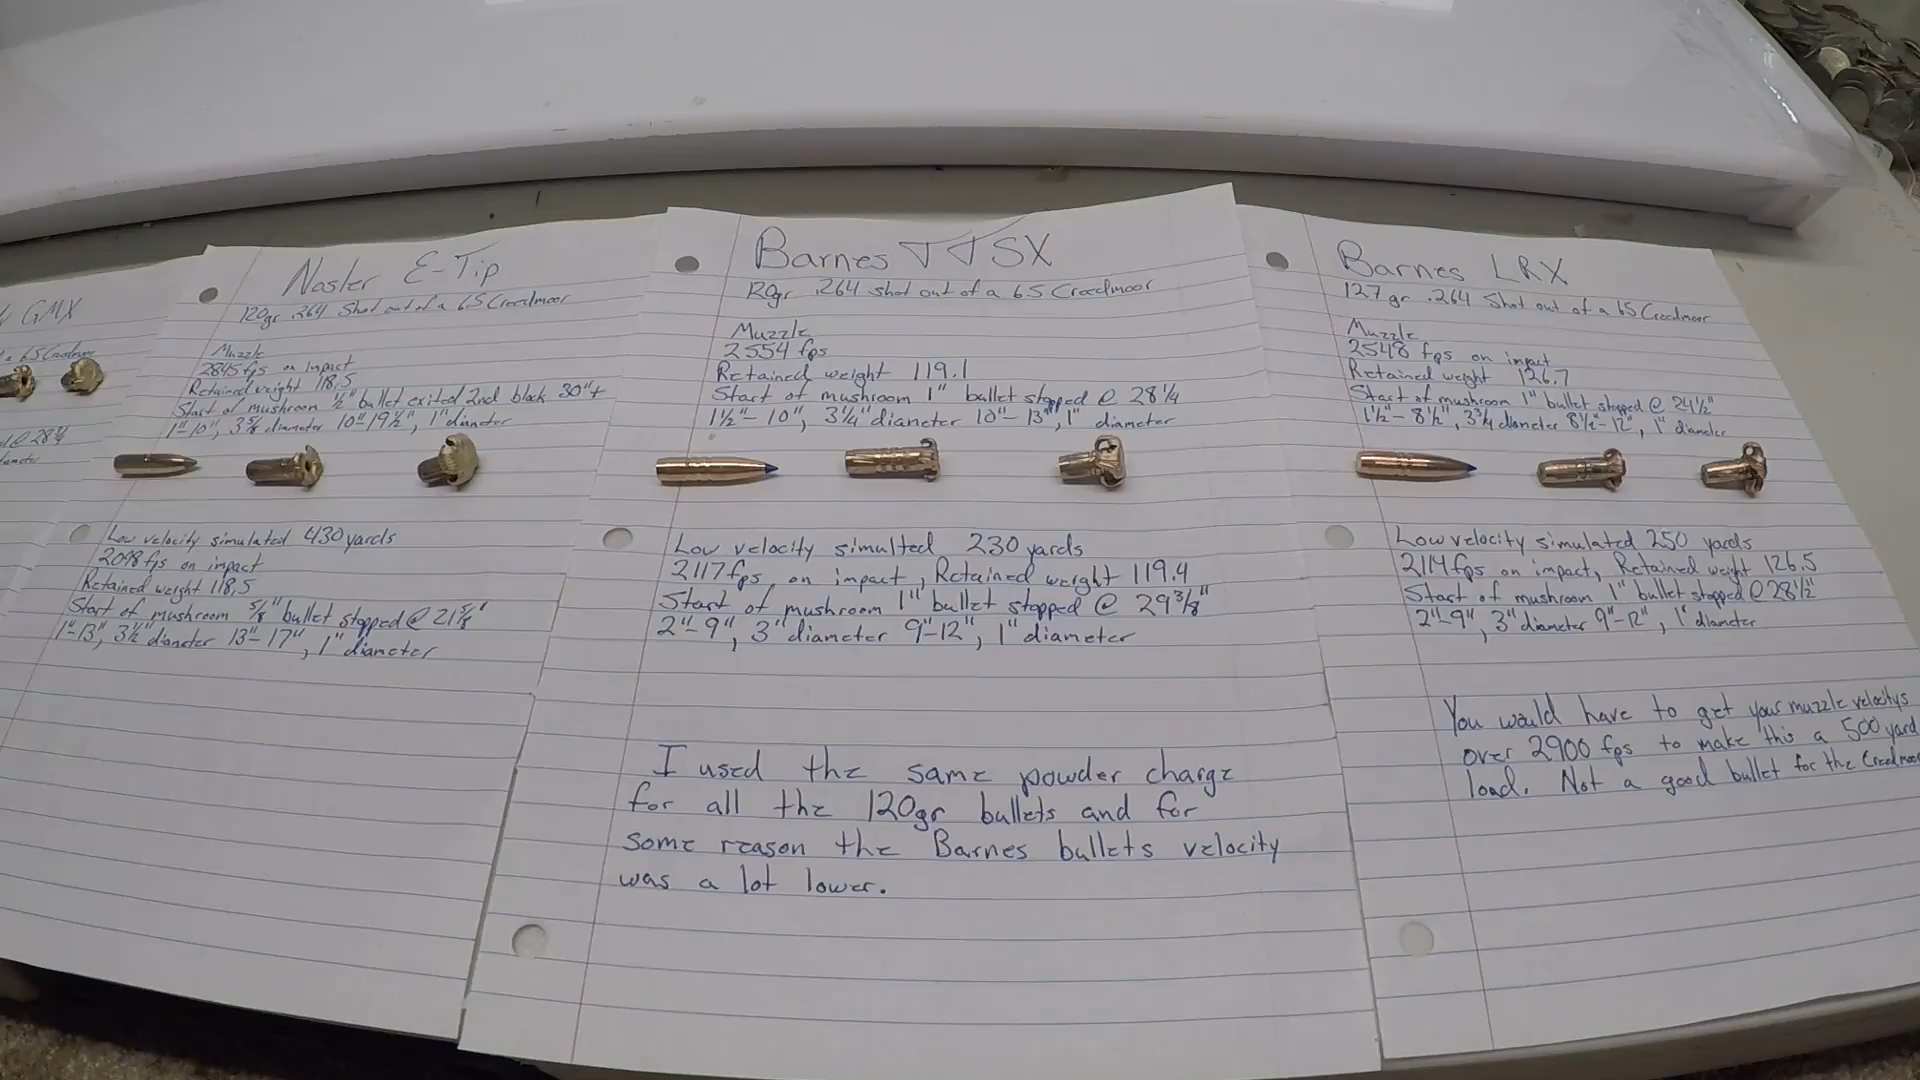 GMX
a 6.5 Creedmoor
@ 28 1/4
diameter
Nosler E-Tip
120gr .264 Shot out of a 6.5 Creedmoor
Muzzle
2845 fps on impact
Retained weight 118.5
Start of mushroom 1/2" bullet exited 2nd block 30"+
1"-10", 3 5/8 diameter 10"-19 1/2", 1" diameter
Low velocity simulated 430 yards
2098 fps on impact
Retained weight 118.5
Start of mushroom 5/8" bullet stopped @ 21 5/8"
1"-13", 3 1/2" diameter 13"-17", 1" diameter
Barnes TTSX
120gr .264 shot out of a 6.5 Creedmoor
Muzzle
2554 fps
Retained weight 119.1
Start of mushroom 1" bullet stopped @ 28 1/4
1 1/2"-10", 3 1/4" diameter 10"-13", 1" diameter
Low velocity simulted 230 yards
2117 fps on impact, Retained weight 119.4
Start of mushroom 1" bullet stopped @ 29 3/8"
2"-9", 3" diameter 9"-12", 1" diameter
I used the same powder charge
for all the 120gr bullets and for
some reason the Barnes bullets velocity
was a lot lower.
Barnes LRX
127 gr .264 Shot out of a 6.5 Creedmoor
Muzzle
2548 fps on impact
Retained weight 126.7
Start of mushroom 1" bullet stopped @ 24 1/2"
1 1/2"-8 1/2", 3 3/4 diameter 8 1/2-12", 1" diameter
Low velocity simulated 250 yards
2114 fps on impact, Retained weight 126.5
Start of mushroom 1" bullet stopped @ 28 1/2"
2"-9", 3" diameter 9"-12", 1" diameter
You would have to get your muzzle velocitys
over 2900 fps to make this a 500 yard
load. Not a good bullet for the Creedmoor